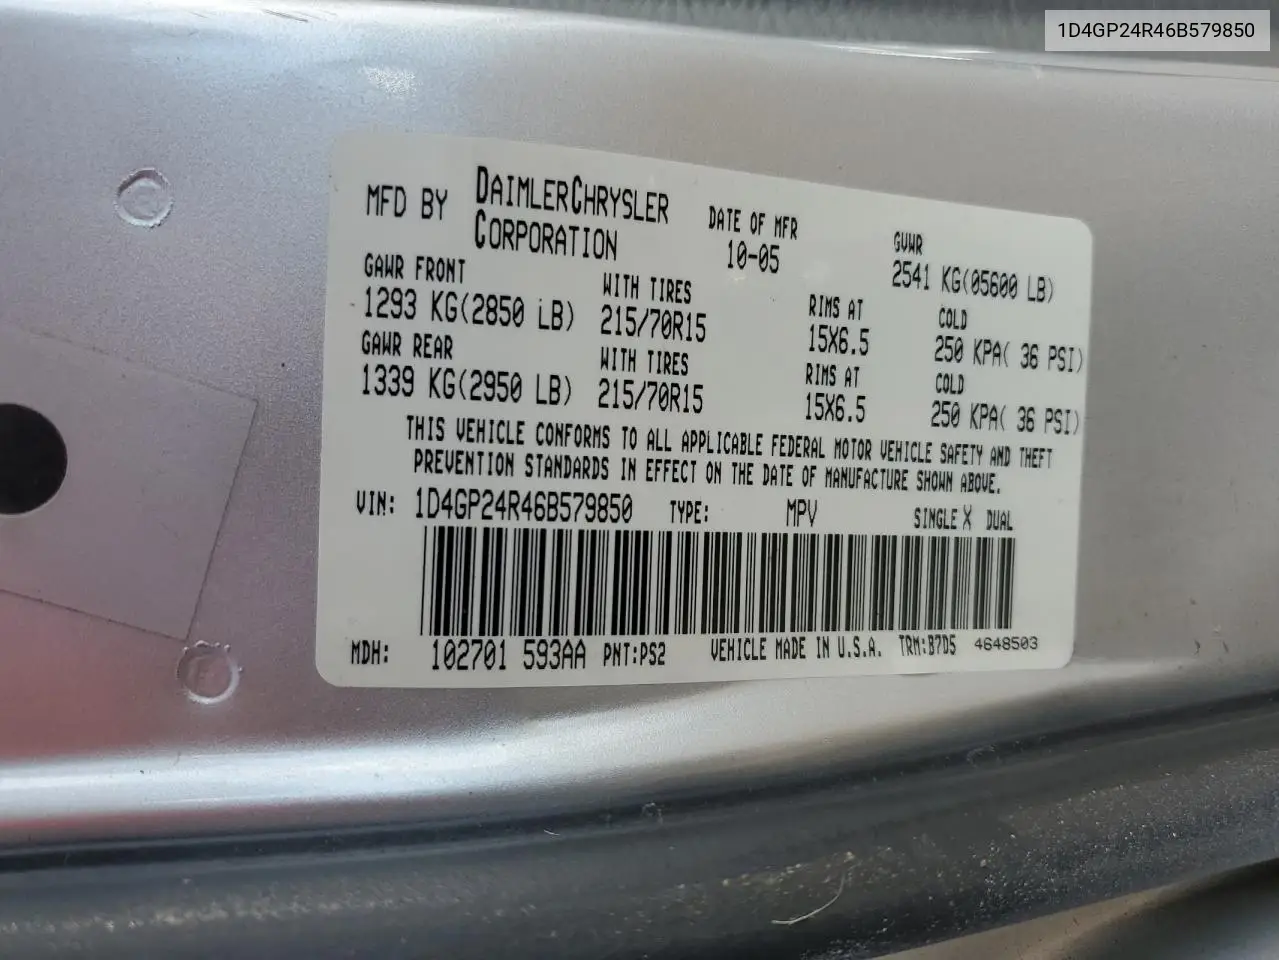 1D4GP24R46B579850
MFD BY DAIMLERCHRYSLER CORPORATION
DATE OF MFR 10-05
GVWR 2541 KG(05600 LB)
GAWR FRONT WITH TIRES RIMS AT COLD
1293 KG(2850 LB) 215/70R15 15X6.5 250 KPA( 36 PSI)
GAWR REAR WITH TIRES RIMS AT COLD
1339 KG(2950 LB) 215/70R15 15X6.5 250 KPA( 36 PSI)
THIS VEHICLE CONFORMS TO ALL APPLICABLE FEDERAL MOTOR VEHICLE SAFETY AND THEFT
PREVENTION STANDARDS IN EFFECT ON THE DATE OF MANUFACTURE SHOWN ABOVE.
VIN: 1D4GP24R46B579850 TYPE: MPV SINGLE X DUAL
MDH: 102701 593AA PNT:PS2 VEHICLE MADE IN U.S.A. TRM:B7D5 4648503